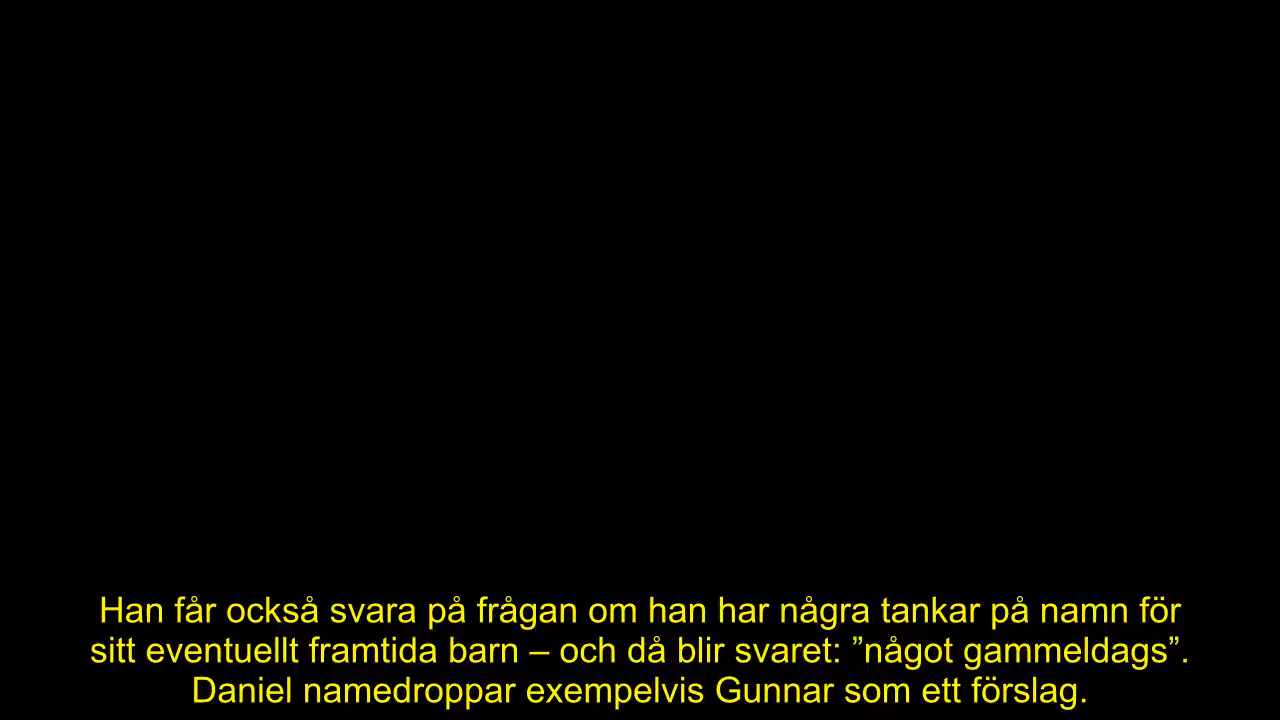 Han får också svara på frågan om han har några tankar på namn för
sitt eventuellt framtida barn – och då blir svaret: ”något gammeldags”.
Daniel namedroppar exempelvis Gunnar som ett förslag.